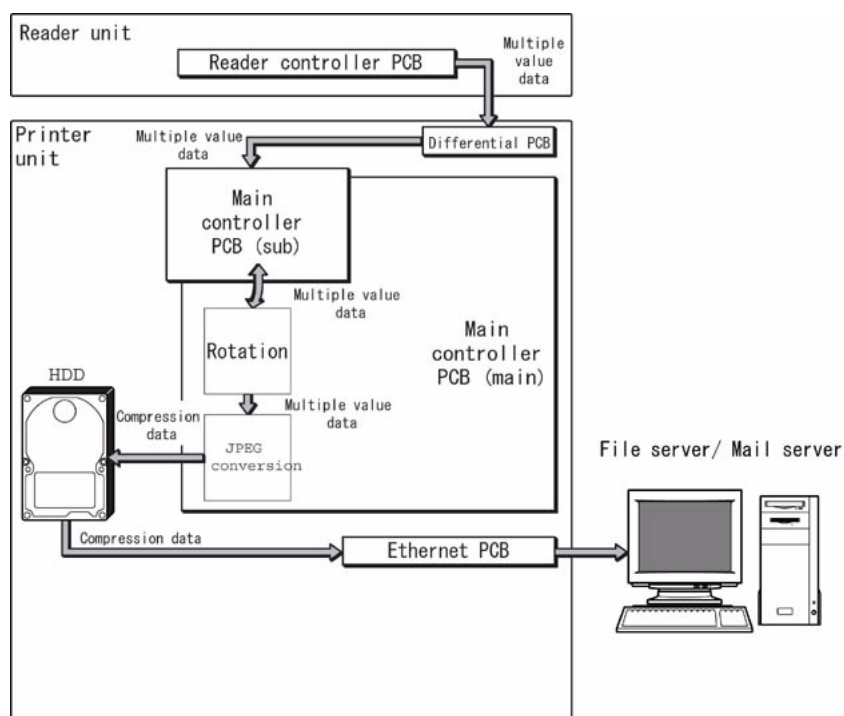 Reader unit
Reader controller PCB
Multiple
value
data
Printer
unit
Multiple value
data
Differential PCB
Main
controller
PCB (sub)
Multiple value
data
Rotation
Main
controller
PCB (main)
HDD
Multiple value
data
Compression
data
JPEG
conversion
File server/ Mail server
Compression data
Ethernet PCB